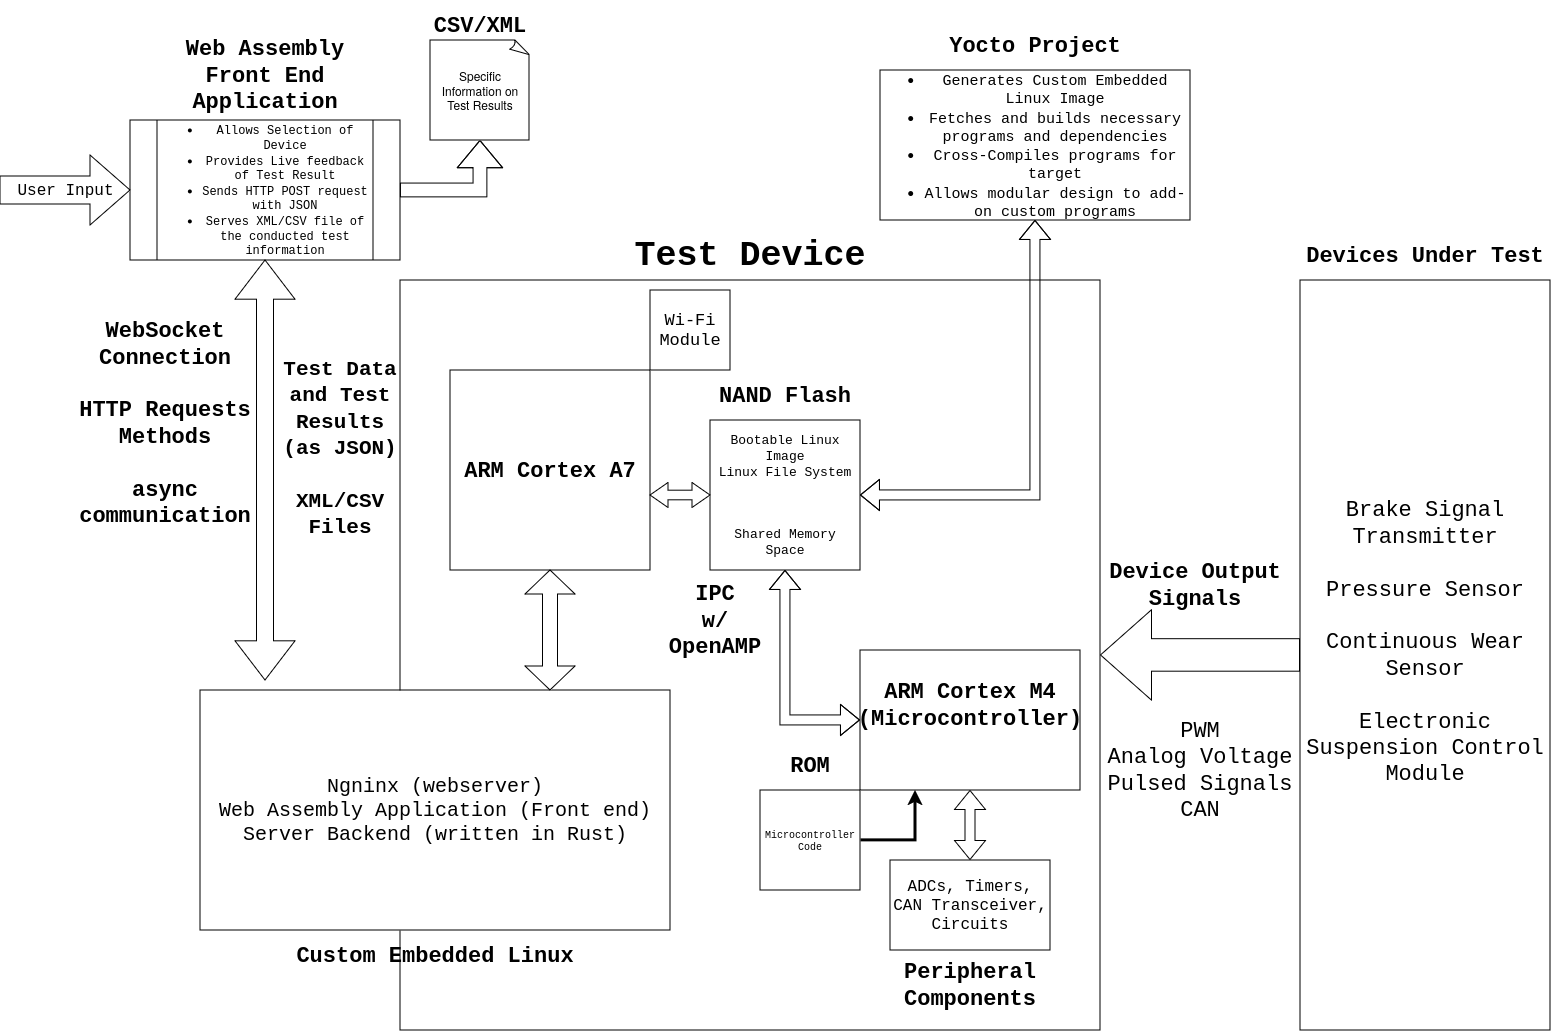 CSV/XML
Specific
Information on
Test Results
Web Assembly
Front End
Application
• Allows Selection of
Device
• Provides Live feedback
of Test Result
• Sends HTTP POST request
with JSON
• Serves XML/CSV file of
the conducted test
information
User Input
Yocto Project
• Generates Custom Embedded
Linux Image
• Fetches and builds necessary
programs and dependencies
• Cross-Compiles programs for
target
• Allows modular design to add-
on custom programs
Test Device
Devices Under Test
WebSocket
Connection
HTTP Requests
Methods
async
communication
Test Data
and Test
Results
(as JSON)
XML/CSV
Files
Wi-Fi
Module
ARM Cortex A7
NAND Flash
Bootable Linux
Image
Linux File System
Shared Memory
Space
IPC
w/
OpenAMP
ARM Cortex M4
(Microcontroller)
ROM
Microcontroller
Code
ADCs, Timers,
CAN Transceiver,
Circuits
Peripheral
Components
Ngninx (webserver)
Web Assembly Application (Front end)
Server Backend (written in Rust)
Custom Embedded Linux
Device Output
Signals
PWM
Analog Voltage
Pulsed Signals
CAN
Brake Signal
Transmitter
Pressure Sensor
Continuous Wear
Sensor
Electronic
Suspension Control
Module